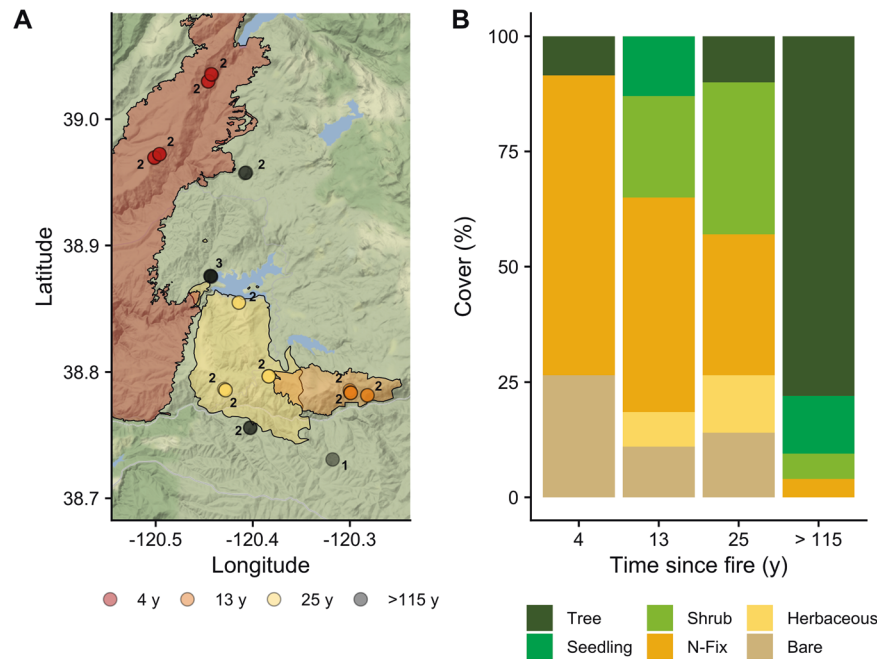 A
39.0
38.9
38.8
38.7
Latitude
2
2
2
2
2
3
2
2
2
2
2
2
2
1
-120.5 -120.4 -120.3
Longitude
4 y 13 y 25 y >115 y
B
100
75
50
25
0
Cover (%)
4 13 25 > 115
Time since fire (y)
Tree Shrub Herbaceous
Seedling N-Fix Bare